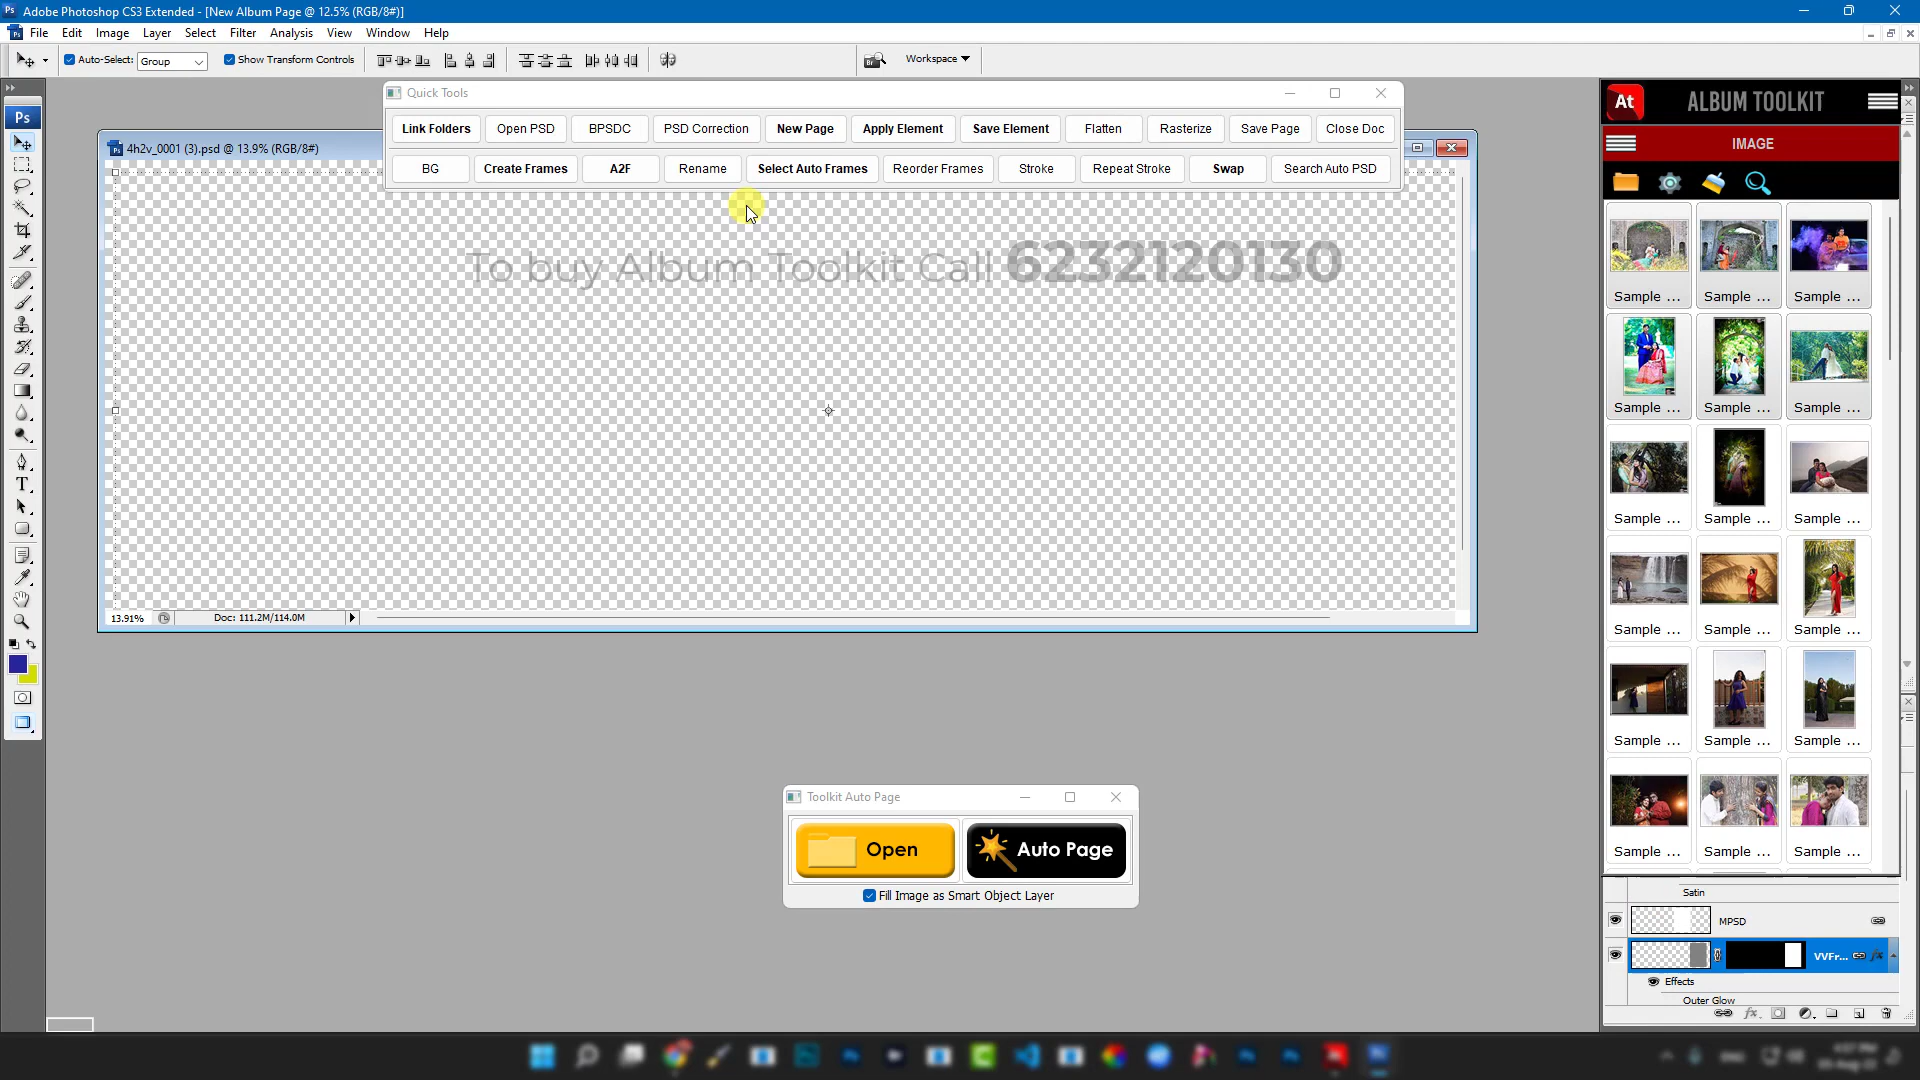 Adobe Photoshop CS3 Extended - [New Album Page @ 12.5% (RGB/8#)]
File Edit Image Layer Select Filter Analysis View Window Help
Auto-Select: Group Show Transform Controls Workspace
Quick Tools
Link Folders Open PSD BPSDC PSD Correction New Page Apply Element Save Element Flatten Rasterize Save Page Close Doc
BG Create Frames A2F Rename Select Auto Frames Reorder Frames Stroke Repeat Stroke Swap Search Auto PSD
4h2v_0001 (3).psd @ 13.9% (RGB/8#)
To buy Album Toolkit Call 6232120130
13.91% Doc: 111.2M/114.0M
Toolkit Auto Page
Open Auto Page
Fill Image as Smart Object Layer
At ALBUM TOOLKIT
IMAGE
Sample ... Sample ... Sample ...
Sample ... Sample ... Sample ...
Sample ... Sample ... Sample ...
Sample ... Sample ... Sample ...
Sample ... Sample ... Sample ...
Sample ... Sample ... Sample ...
Satin
MPSD
VVFr... fx
Effects
Outer Glow
Ps